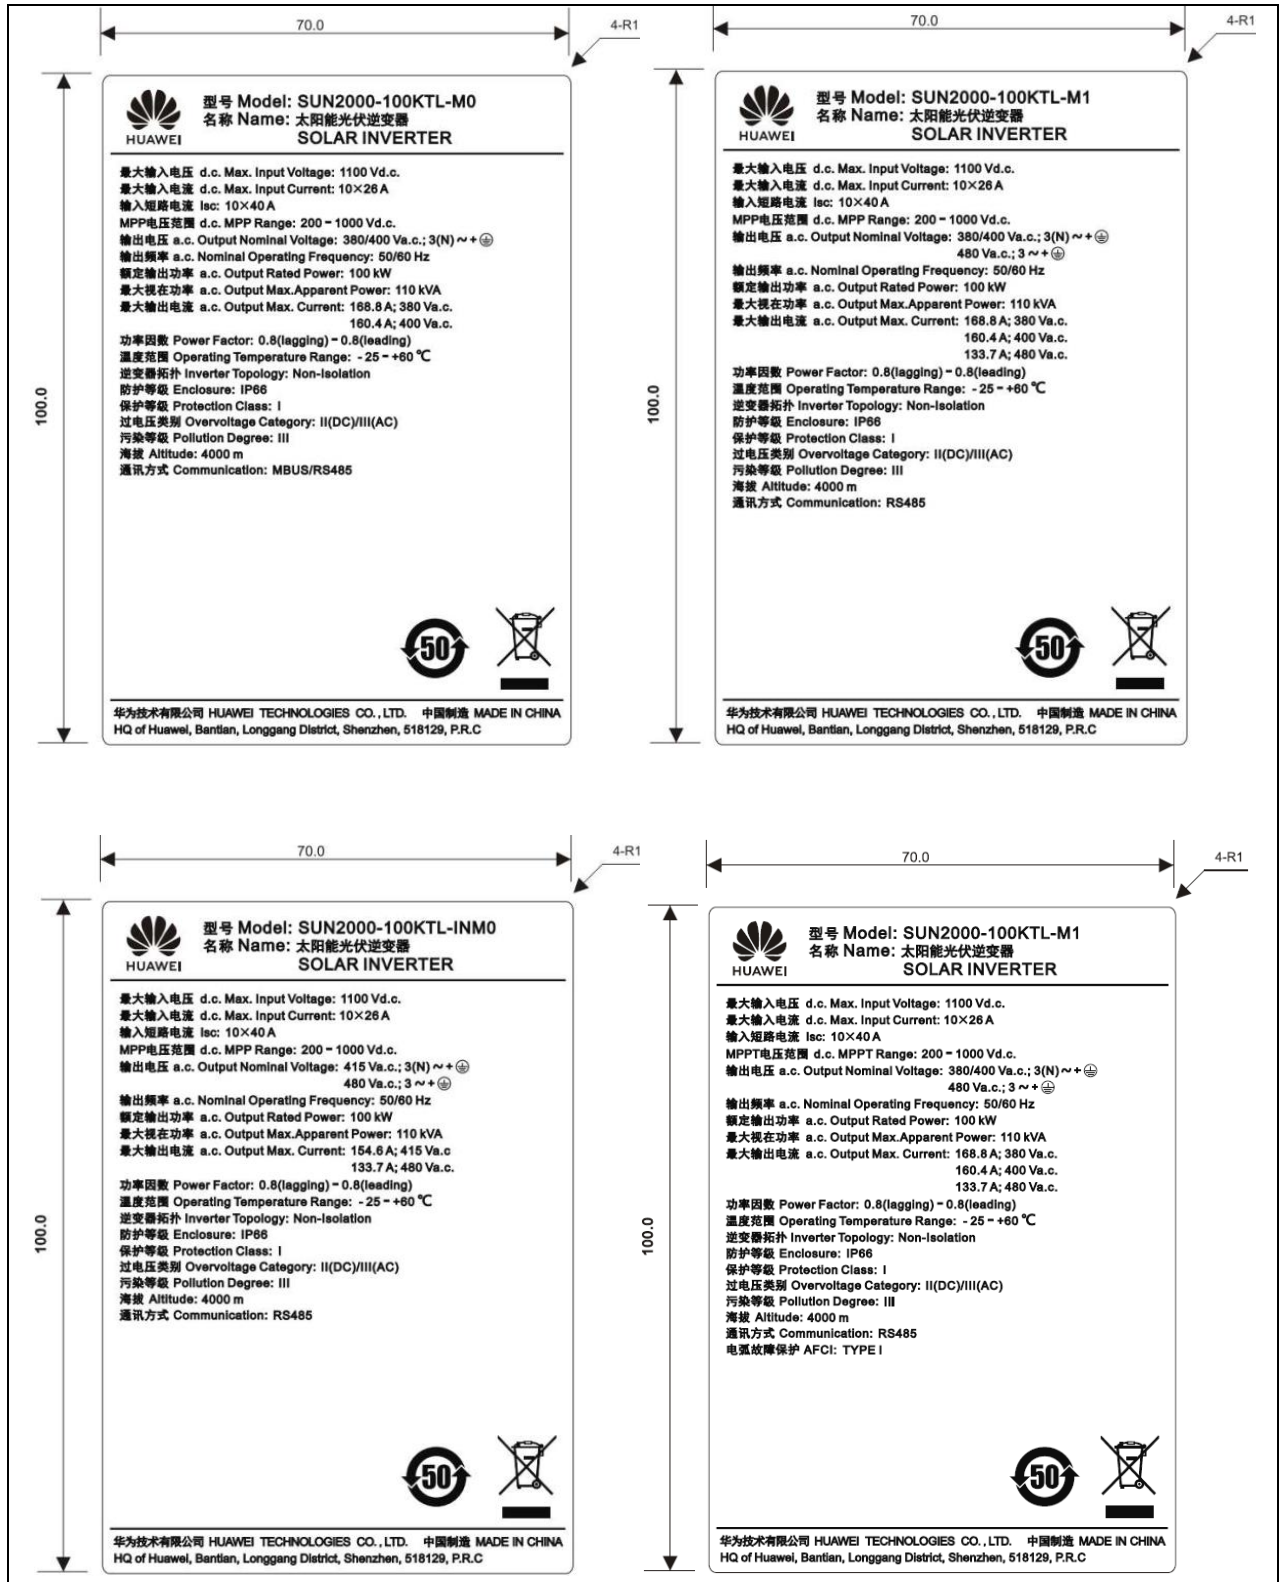 70.0
4-R1
100.0
HUAWEI
型号 Model: SUN2000-100KTL-M0
名称 Name: 太阳能光伏逆变器
SOLAR INVERTER
最大输入电压 d.c. Max. Input Voltage: 1100 Vd.c.
最大输入电流 d.c. Max. Input Current: 10×26 A
输入短路电流 Isc: 10×40 A
MPP电压范围 d.c. MPP Range: 200 - 1000 Vd.c.
输出电压 a.c. Output Nominal Voltage: 380/400 Va.c.; 3(N) ~ + ⏚
输出频率 a.c. Nominal Operating Frequency: 50/60 Hz
额定输出功率 a.c. Output Rated Power: 100 kW
最大视在功率 a.c. Output Max.Apparent Power: 110 kVA
最大输出电流 a.c. Output Max. Current: 168.8 A; 380 Va.c.
160.4 A; 400 Va.c.
功率因数 Power Factor: 0.8(lagging) - 0.8(leading)
温度范围 Operating Temperature Range: - 25 - +60 ℃
逆变器拓扑 Inverter Topology: Non-Isolation
防护等级 Enclosure: IP66
保护等级 Protection Class: I
过电压类别 Overvoltage Category: II(DC)/III(AC)
污染等级 Pollution Degree: III
海拔 Altitude: 4000 m
通讯方式 Communication: MBUS/RS485
50
华为技术有限公司 HUAWEI TECHNOLOGIES CO., LTD. 中国制造 MADE IN CHINA
HQ of Huawei, Bantian, Longgang District, Shenzhen, 518129, P.R.C
70.0
4-R1
100.0
HUAWEI
型号 Model: SUN2000-100KTL-M1
名称 Name: 太阳能光伏逆变器
SOLAR INVERTER
最大输入电压 d.c. Max. Input Voltage: 1100 Vd.c.
最大输入电流 d.c. Max. Input Current: 10×26 A
输入短路电流 Isc: 10×40 A
MPP电压范围 d.c. MPP Range: 200 - 1000 Vd.c.
输出电压 a.c. Output Nominal Voltage: 380/400 Va.c.; 3(N) ~ + ⏚
480 Va.c.; 3 ~ + ⏚
输出频率 a.c. Nominal Operating Frequency: 50/60 Hz
额定输出功率 a.c. Output Rated Power: 100 kW
最大视在功率 a.c. Output Max.Apparent Power: 110 kVA
最大输出电流 a.c. Output Max. Current: 168.8 A; 380 Va.c.
160.4 A; 400 Va.c.
133.7 A; 480 Va.c.
功率因数 Power Factor: 0.8(lagging) - 0.8(leading)
温度范围 Operating Temperature Range: - 25 - +60 ℃
逆变器拓扑 Inverter Topology: Non-Isolation
防护等级 Enclosure: IP66
保护等级 Protection Class: I
过电压类别 Overvoltage Category: II(DC)/III(AC)
污染等级 Pollution Degree: III
海拔 Altitude: 4000 m
通讯方式 Communication: RS485
50
华为技术有限公司 HUAWEI TECHNOLOGIES CO., LTD. 中国制造 MADE IN CHINA
HQ of Huawei, Bantian, Longgang District, Shenzhen, 518129, P.R.C
70.0
4-R1
100.0
HUAWEI
型号 Model: SUN2000-100KTL-INM0
名称 Name: 太阳能光伏逆变器
SOLAR INVERTER
最大输入电压 d.c. Max. Input Voltage: 1100 Vd.c.
最大输入电流 d.c. Max. Input Current: 10×26 A
输入短路电流 Isc: 10×40 A
MPP电压范围 d.c. MPP Range: 200 - 1000 Vd.c.
输出电压 a.c. Output Nominal Voltage: 415 Va.c.; 3(N) ~ + ⏚
480 Va.c.; 3 ~ + ⏚
输出频率 a.c. Nominal Operating Frequency: 50/60 Hz
额定输出功率 a.c. Output Rated Power: 100 kW
最大视在功率 a.c. Output Max.Apparent Power: 110 kVA
最大输出电流 a.c. Output Max. Current: 154.6 A; 415 Va.c
133.7 A; 480 Va.c.
功率因数 Power Factor: 0.8(lagging) - 0.8(leading)
温度范围 Operating Temperature Range: - 25 - +60 ℃
逆变器拓扑 Inverter Topology: Non-Isolation
防护等级 Enclosure: IP66
保护等级 Protection Class: I
过电压类别 Overvoltage Category: II(DC)/III(AC)
污染等级 Pollution Degree: III
海拔 Altitude: 4000 m
通讯方式 Communication: RS485
50
华为技术有限公司 HUAWEI TECHNOLOGIES CO., LTD. 中国制造 MADE IN CHINA
HQ of Huawei, Bantian, Longgang District, Shenzhen, 518129, P.R.C
70.0
4-R1
100.0
HUAWEI
型号 Model: SUN2000-100KTL-M1
名称 Name: 太阳能光伏逆变器
SOLAR INVERTER
最大输入电压 d.c. Max. Input Voltage: 1100 Vd.c.
最大输入电流 d.c. Max. Input Current: 10×26 A
输入短路电流 Isc: 10×40 A
MPPT电压范围 d.c. MPPT Range: 200 - 1000 Vd.c.
输出电压 a.c. Output Nominal Voltage: 380/400 Va.c.; 3(N) ~ + ⏚
480 Va.c.; 3 ~ + ⏚
输出频率 a.c. Nominal Operating Frequency: 50/60 Hz
额定输出功率 a.c. Output Rated Power: 100 kW
最大视在功率 a.c. Output Max.Apparent Power: 110 kVA
最大输出电流 a.c. Output Max. Current: 168.8 A; 380 Va.c.
160.4 A; 400 Va.c.
133.7 A; 480 Va.c.
功率因数 Power Factor: 0.8(lagging) - 0.8(leading)
温度范围 Operating Temperature Range: - 25 - +60 ℃
逆变器拓扑 Inverter Topology: Non-Isolation
防护等级 Enclosure: IP66
保护等级 Protection Class: I
过电压类别 Overvoltage Category: II(DC)/III(AC)
污染等级 Pollution Degree: III
海拔 Altitude: 4000 m
通讯方式 Communication: RS485
电弧故障保护 AFCI: TYPE I
50
华为技术有限公司 HUAWEI TECHNOLOGIES CO., LTD. 中国制造 MADE IN CHINA
HQ of Huawei, Bantian, Longgang District, Shenzhen, 518129, P.R.C